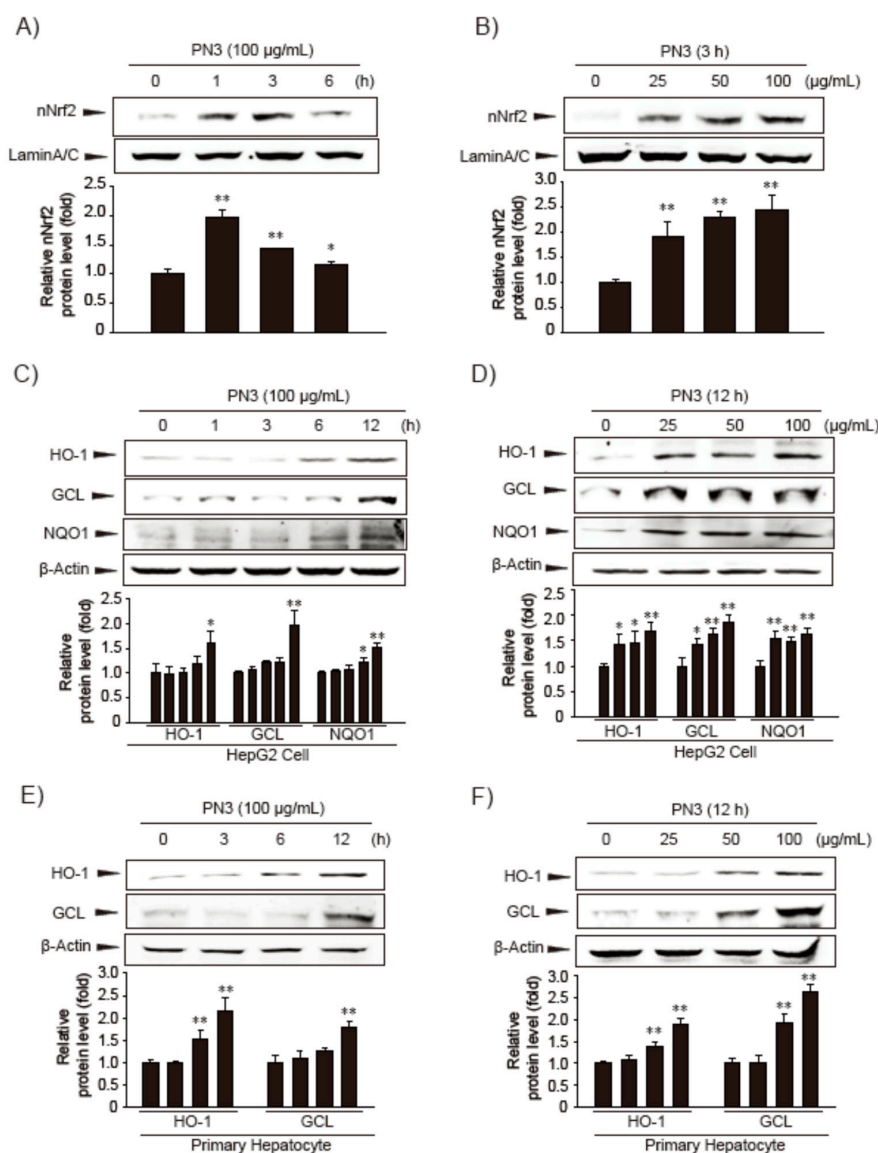 A)
PN3 (100 µg/mL)
0 1 3 6 (h)
nNrf2
LaminA/C
Relative nNrf2
protein level (fold)
2.5
2.0
1.5
1.0
0.5
0
** ** *
B)
PN3 (3 h)
0 25 50 100 (µg/mL)
nNrf2
LaminA/C
Relative nNrf2
protein level (fold)
3.0
2.5
2.0
1.5
1.0
0.5
0
** ** **
C)
PN3 (100 µg/mL)
0 1 3 6 12 (h)
HO-1
GCL
NQO1
β-Actin
Relative
protein level (fold)
2.5
2.0
1.5
1.0
0.5
0
* ** * **
HO-1 GCL NQO1
HepG2 Cell
D)
PN3 (12 h)
0 25 50 100 (µg/mL)
HO-1
GCL
NQO1
β-Actin
Relative
protein level (fold)
2.5
2.0
1.5
1.0
0.5
0
* * ** * ** ** ** ** **
HO-1 GCL NQO1
HepG2 Cell
E)
PN3 (100 µg/mL)
0 3 6 12 (h)
HO-1
GCL
β-Actin
Relative
protein level (fold)
2.5
2.0
1.5
1.0
0.5
0
** ** **
HO-1 GCL
Primary Hepatocyte
F)
PN3 (12 h)
0 25 50 100 (µg/mL)
HO-1
GCL
β-Actin
Relative
protein level (fold)
3.0
2.5
2.0
1.5
1.0
0.5
0
** ** ** **
HO-1 GCL
Primary Hepatocyte